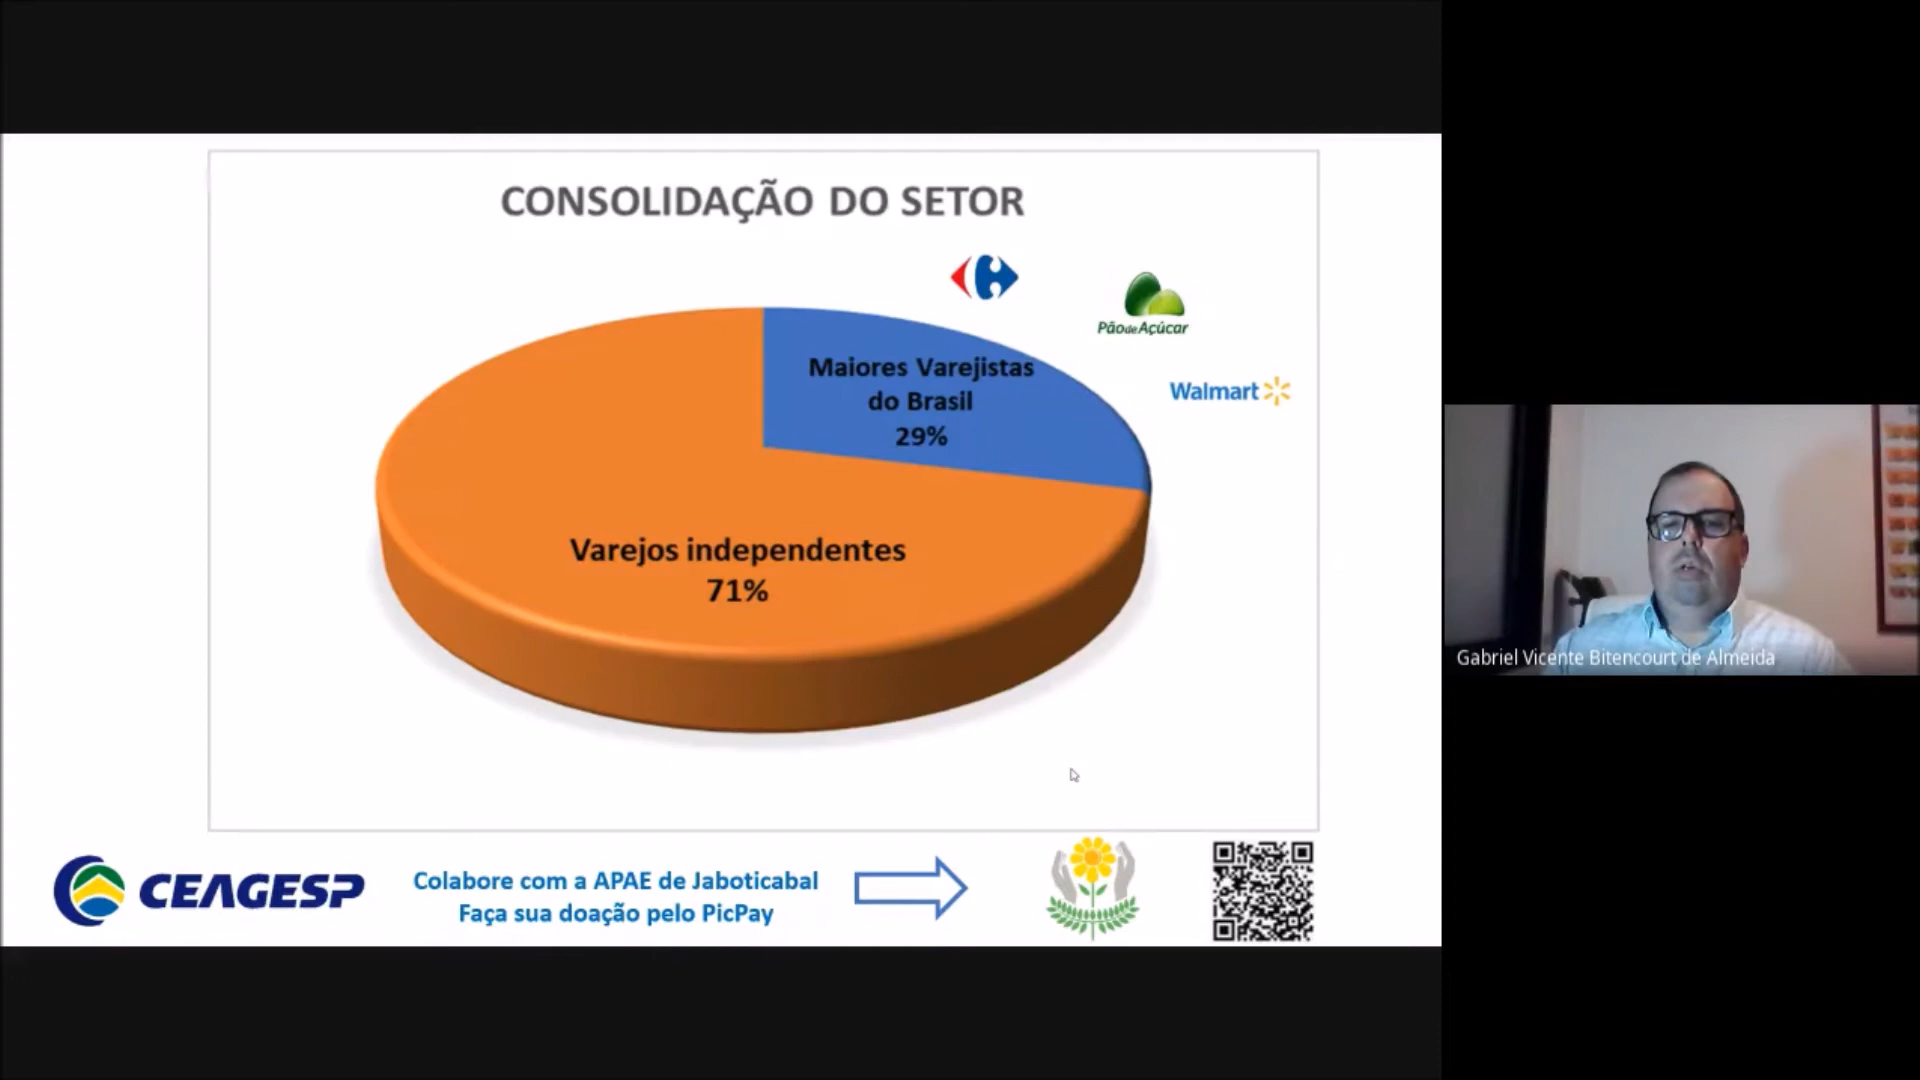 CONSOLIDAÇÃO DO SETOR
Pão de Açúcar
Walmart
Maiores Varejistas
do Brasil
29%
Varejos independentes
71%
Gabriel Vicente Bitencourt de Almeida
CEAGESP
Colabore com a APAE de Jaboticabal
Faça sua doação pelo PicPay